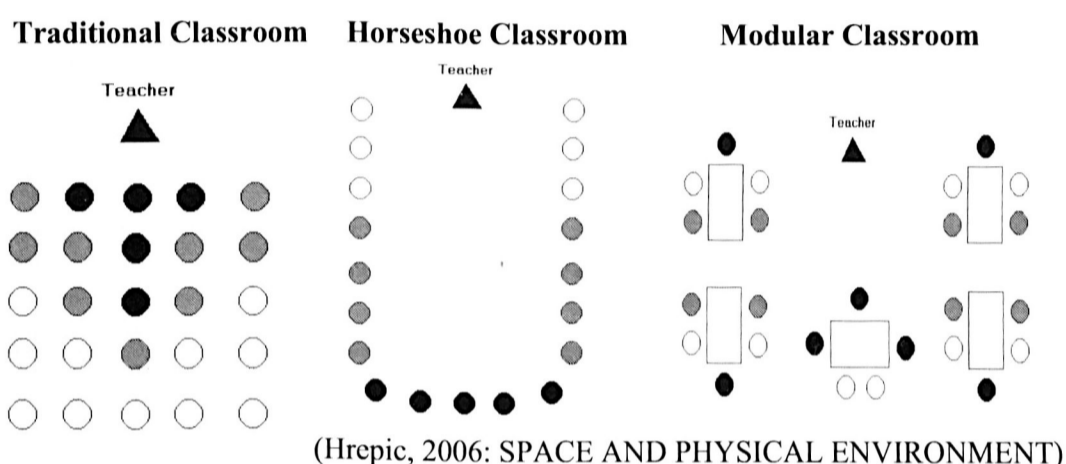 Traditional Classroom
Horseshoe Classroom
Modular Classroom
Teacher
Teacher
Teacher
(Hrepic, 2006: SPACE AND PHYSICAL ENVIRONMENT)